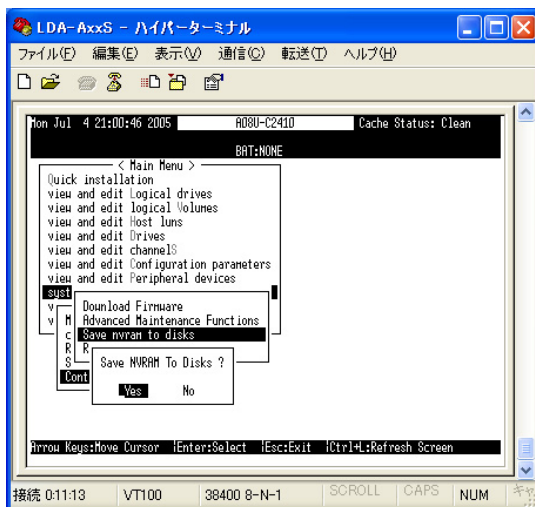 LDA-AxxS - ハイパーターミナル
ファイル(F) 編集(E) 表示(V) 通信(C) 転送(T) ヘルプ(H)
Mon Jul 4 21:00:46 2005 A08U-C2410 Cache Status: Clean
BAT:NONE
< Main Menu >
Quick installation
view and edit Logical drives
view and edit logical Volumes
view and edit Host luns
view and edit Drives
view and edit channelS
view and edit Configuration parameters
view and edit Peripheral devices
syst
v
Download Firmware
v M Advanced Maintenance Functions
c Save nvram to disks
R R
S Save NVRAM To Disks ?
Cont
Yes No
Arrow Keys:Move Cursor |Enter:Select |Esc:Exit |Ctrl+L:Refresh Screen
接続 0:11:13 VT100 38400 8-N-1 SCROLL CAPS NUM キャ